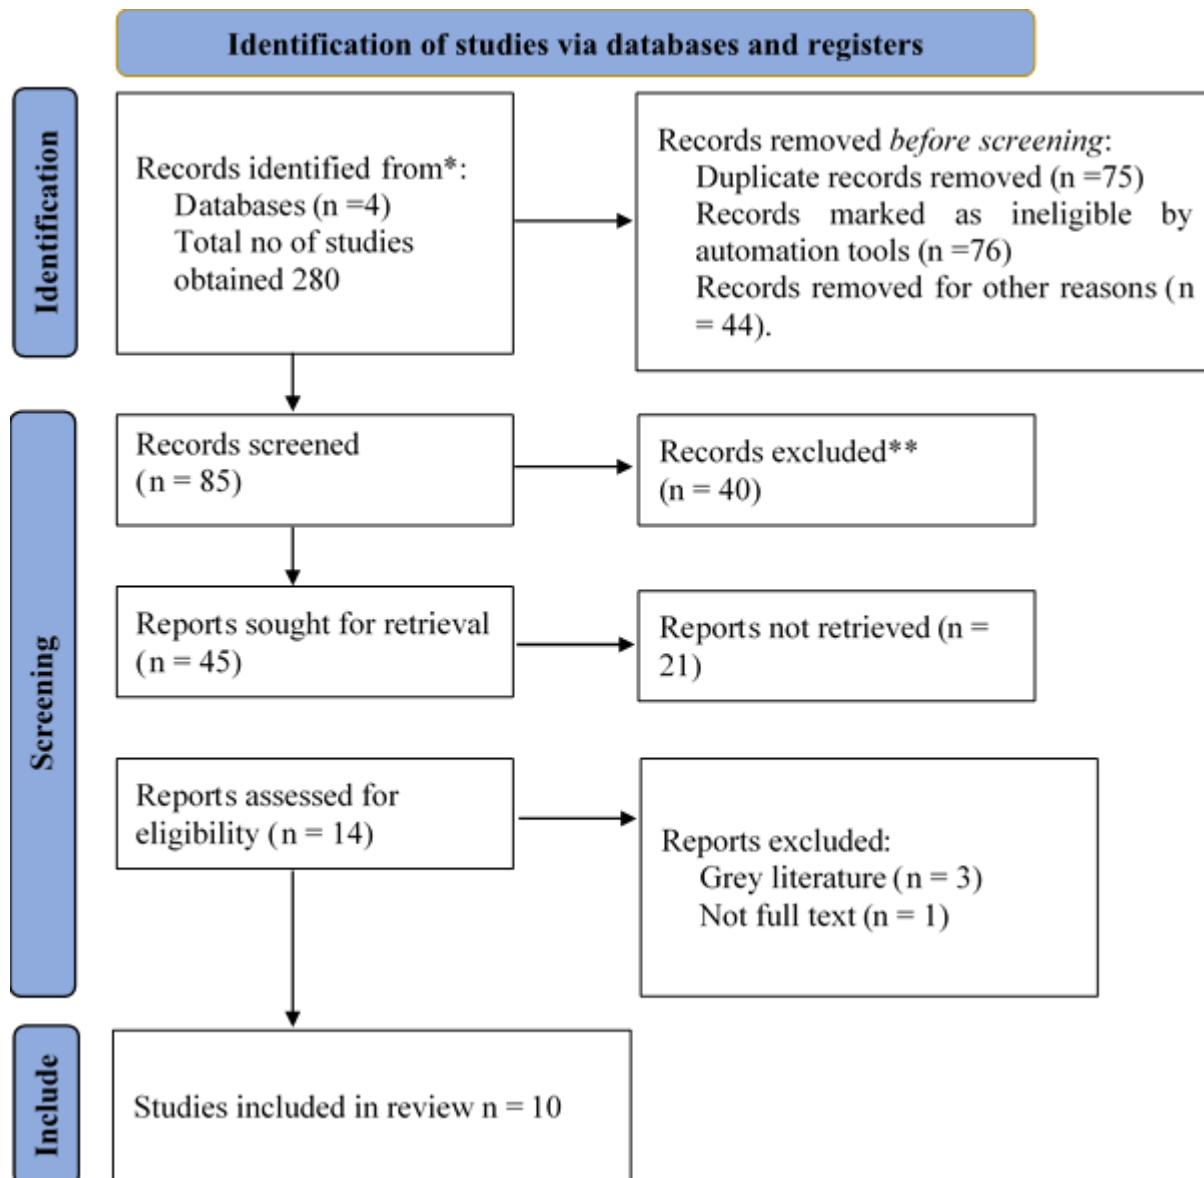 Identification of studies via databases and registers
Identification
Records identified from*:
Databases (n =4)
Total no of studies
obtained 280
Records removed before screening:
Duplicate records removed (n =75)
Records marked as ineligible by
automation tools (n =76)
Records removed for other reasons (n
= 44).
Screening
Records screened
(n = 85)
Records excluded**
(n = 40)
Reports sought for retrieval
(n = 45)
Reports not retrieved (n =
21)
Reports assessed for
eligibility (n = 14)
Reports excluded:
Grey literature (n = 3)
Not full text (n = 1)
Include
Studies included in review n = 10